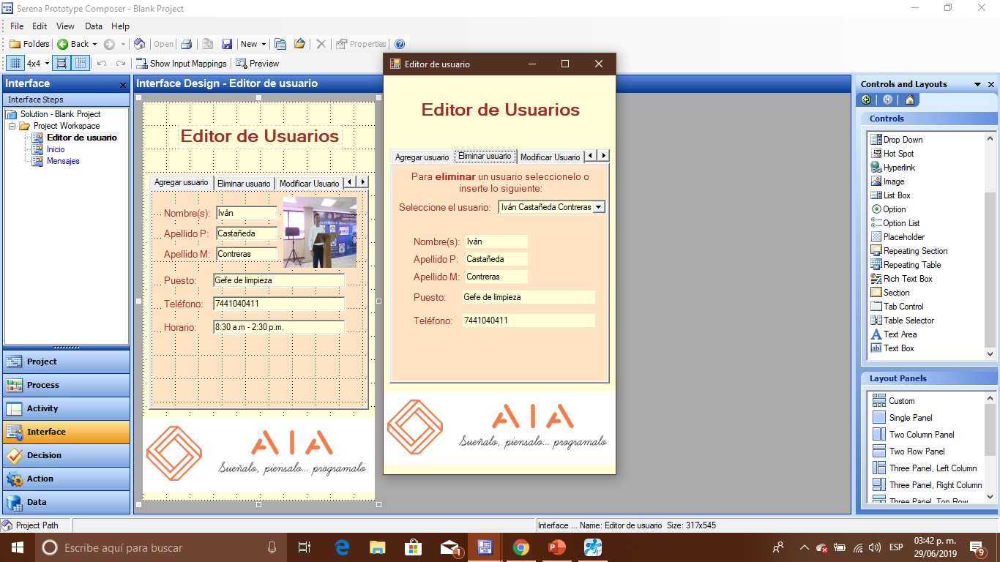 Serena Prototype Composer - Blank Project
File Edit View Data Help
Folders Back Open New Properties
4x4 Show Input Mappings Preview
Interface
Interface Steps
Solution - Blank Project
Project Workspace
Editor de usuario
Inicio
Mensajes
Project
Process
Activity
Interface
Decision
Action
Data
Interface Design - Editor de usuario
Editor de Usuarios
Agregar usuario Eliminar usuario Modificar Usuario
Nombre(s): Iván
Apellido P: Castañeda
Apellido M: Contreras
Puesto: Gefe de limpieza
Teléfono: 7441040411
Horario: 8:30 a.m - 2:30 p.m.
AIA
Sueñalo, piensalo... programalo
Editor de usuario
Editor de Usuarios
Agregar usuario Eliminar usuario Modificar Usuario
Para eliminar un usuario seleccionelo o
inserte lo siguiente:
Seleccione el usuario: Iván Castañeda Contreras
Nombre(s): Iván
Apellido P: Castañeda
Apellido M: Contreras
Puesto: Gefe de limpieza
Teléfono: 7441040411
AIA
Sueñalo, piensalo... programalo
Controls and Layouts
Controls
Drop Down
Hot Spot
Hyperlink
Image
List Box
Option
Option List
Placeholder
Repeating Section
Repeating Table
Rich Text Box
Section
Tab Control
Table Selector
Text Area
Text Box
Layout Panels
Custom
Single Panel
Two Column Panel
Two Row Panel
Three Panel, Left Column
Three Panel, Right Column
Three Panel, Top Row
Project Path
Interface ... Name: Editor de usuario Size: 317x545
Escribe aquí para buscar
1
ESP
03:42 p. m.
29/06/2019
9